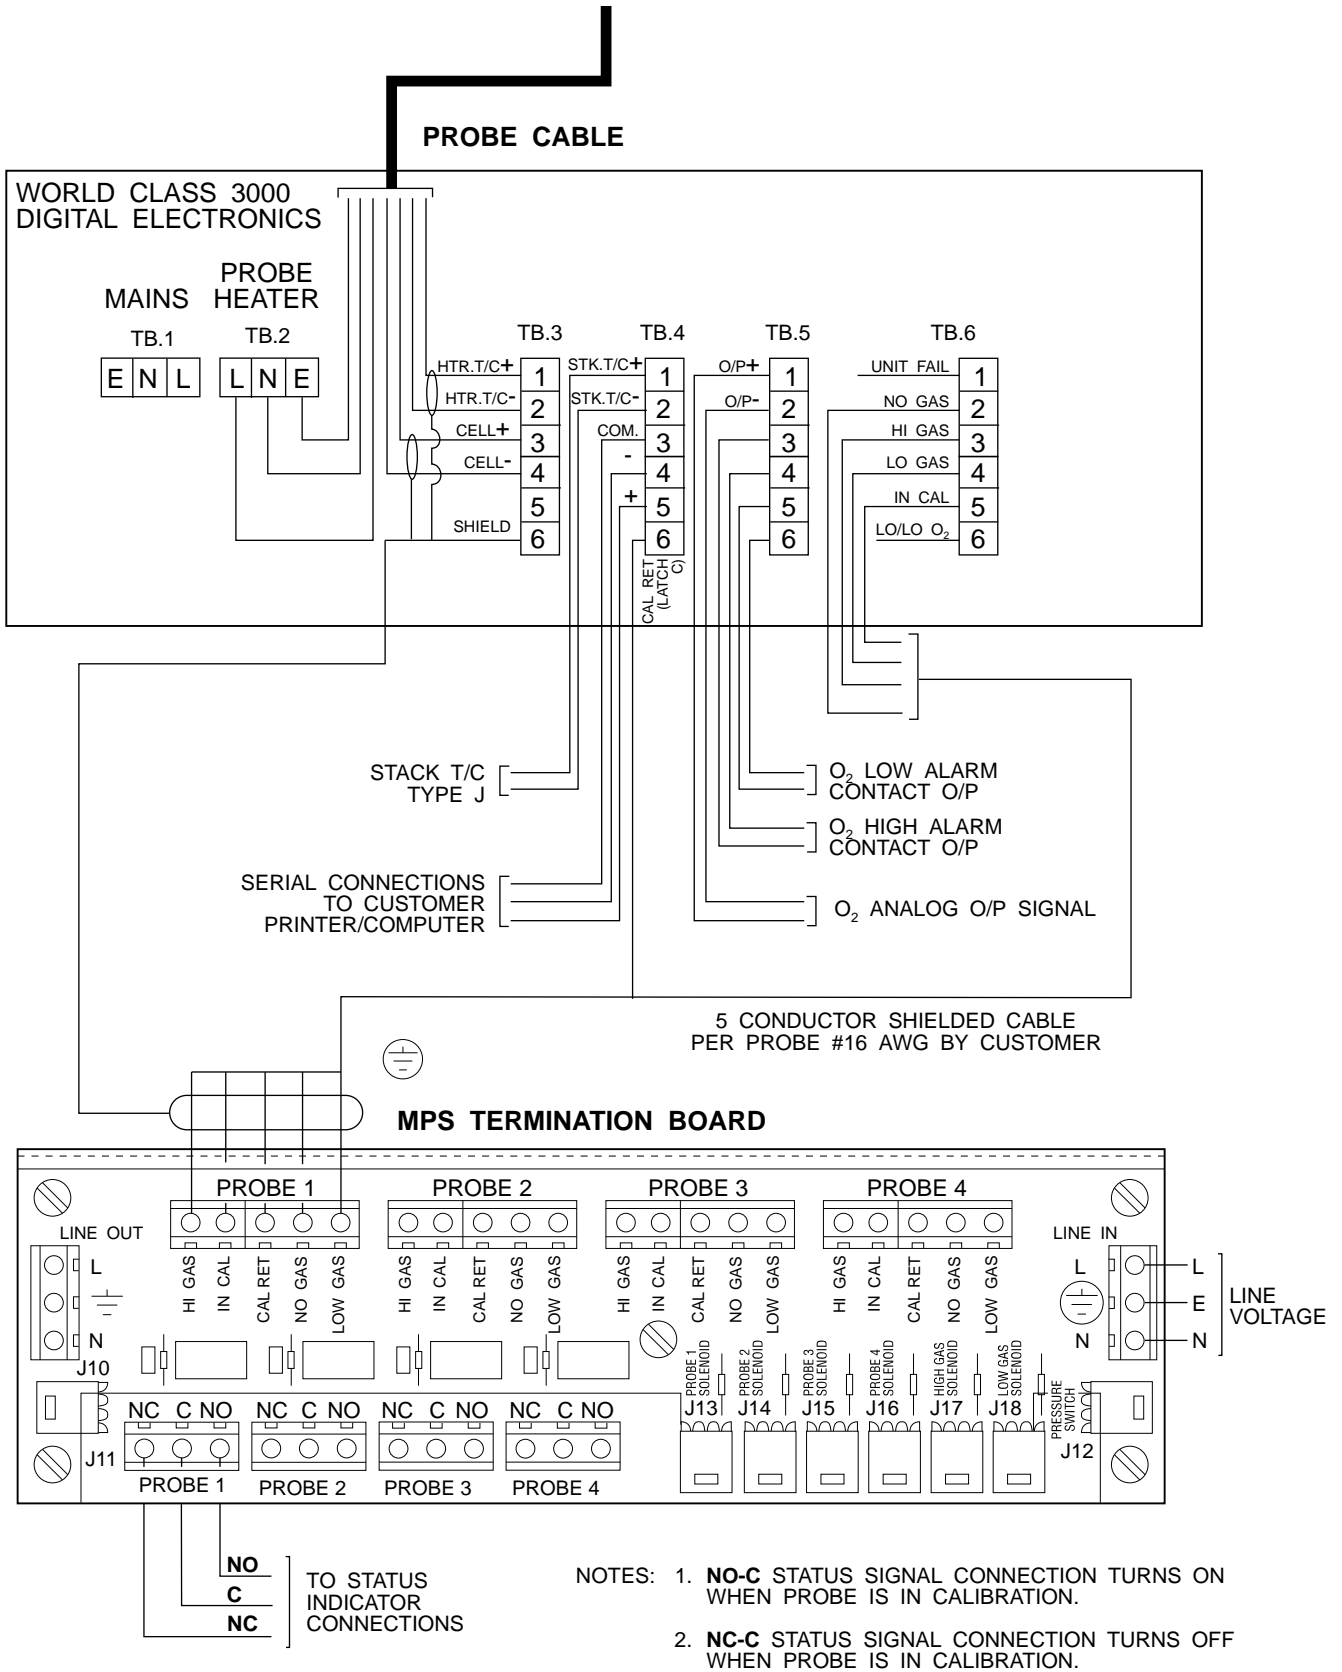 PROBE CABLE
WORLD CLASS 3000
DIGITAL ELECTRONICS
MAINS
PROBE
HEATER
TB.1
TB.2
TB.3
TB.4
TB.5
TB.6
E N L
L N E
HTR.T/C+
HTR.T/C-
CELL+
CELL-
SHIELD
1
2
3
4
5
6
STK.T/C+
STK.T/C-
COM.
-
+
1
2
3
4
5
6
CAL RET
(LATCH
C)
O/P+
O/P-
1
2
3
4
5
6
UNIT FAIL
NO GAS
HI GAS
LO GAS
IN CAL
LO/LO O₂
1
2
3
4
5
6
STACK T/C
TYPE J
O₂ LOW ALARM
CONTACT O/P
O₂ HIGH ALARM
CONTACT O/P
SERIAL CONNECTIONS
TO CUSTOMER
PRINTER/COMPUTER
O₂ ANALOG O/P SIGNAL
5 CONDUCTOR SHIELDED CABLE
PER PROBE #16 AWG BY CUSTOMER
MPS TERMINATION BOARD
PROBE 1
PROBE 2
PROBE 3
PROBE 4
LINE OUT
L
N
J10
HI GAS
IN CAL
CAL RET
NO GAS
LOW GAS
HI GAS
IN CAL
CAL RET
NO GAS
LOW GAS
HI GAS
IN CAL
CAL RET
NO GAS
LOW GAS
HI GAS
IN CAL
CAL RET
NO GAS
LOW GAS
LINE IN
L
N
L
E
N
LINE
VOLTAGE
PROBE 1
SOLENOID
PROBE 2
SOLENOID
PROBE 3
SOLENOID
PROBE 4
SOLENOID
HIGH GAS
SOLENOID
LOW GAS
SOLENOID
PRESSURE
SWITCH
J13
J14
J15
J16
J17
J18
J12
J11
NC C NO
NC C NO
NC C NO
NC C NO
PROBE 1
PROBE 2
PROBE 3
PROBE 4
NO
C
NC
TO STATUS
INDICATOR
CONNECTIONS
NOTES: 1. NO-C STATUS SIGNAL CONNECTION TURNS ON
WHEN PROBE IS IN CALIBRATION.
2. NC-C STATUS SIGNAL CONNECTION TURNS OFF
WHEN PROBE IS IN CALIBRATION.